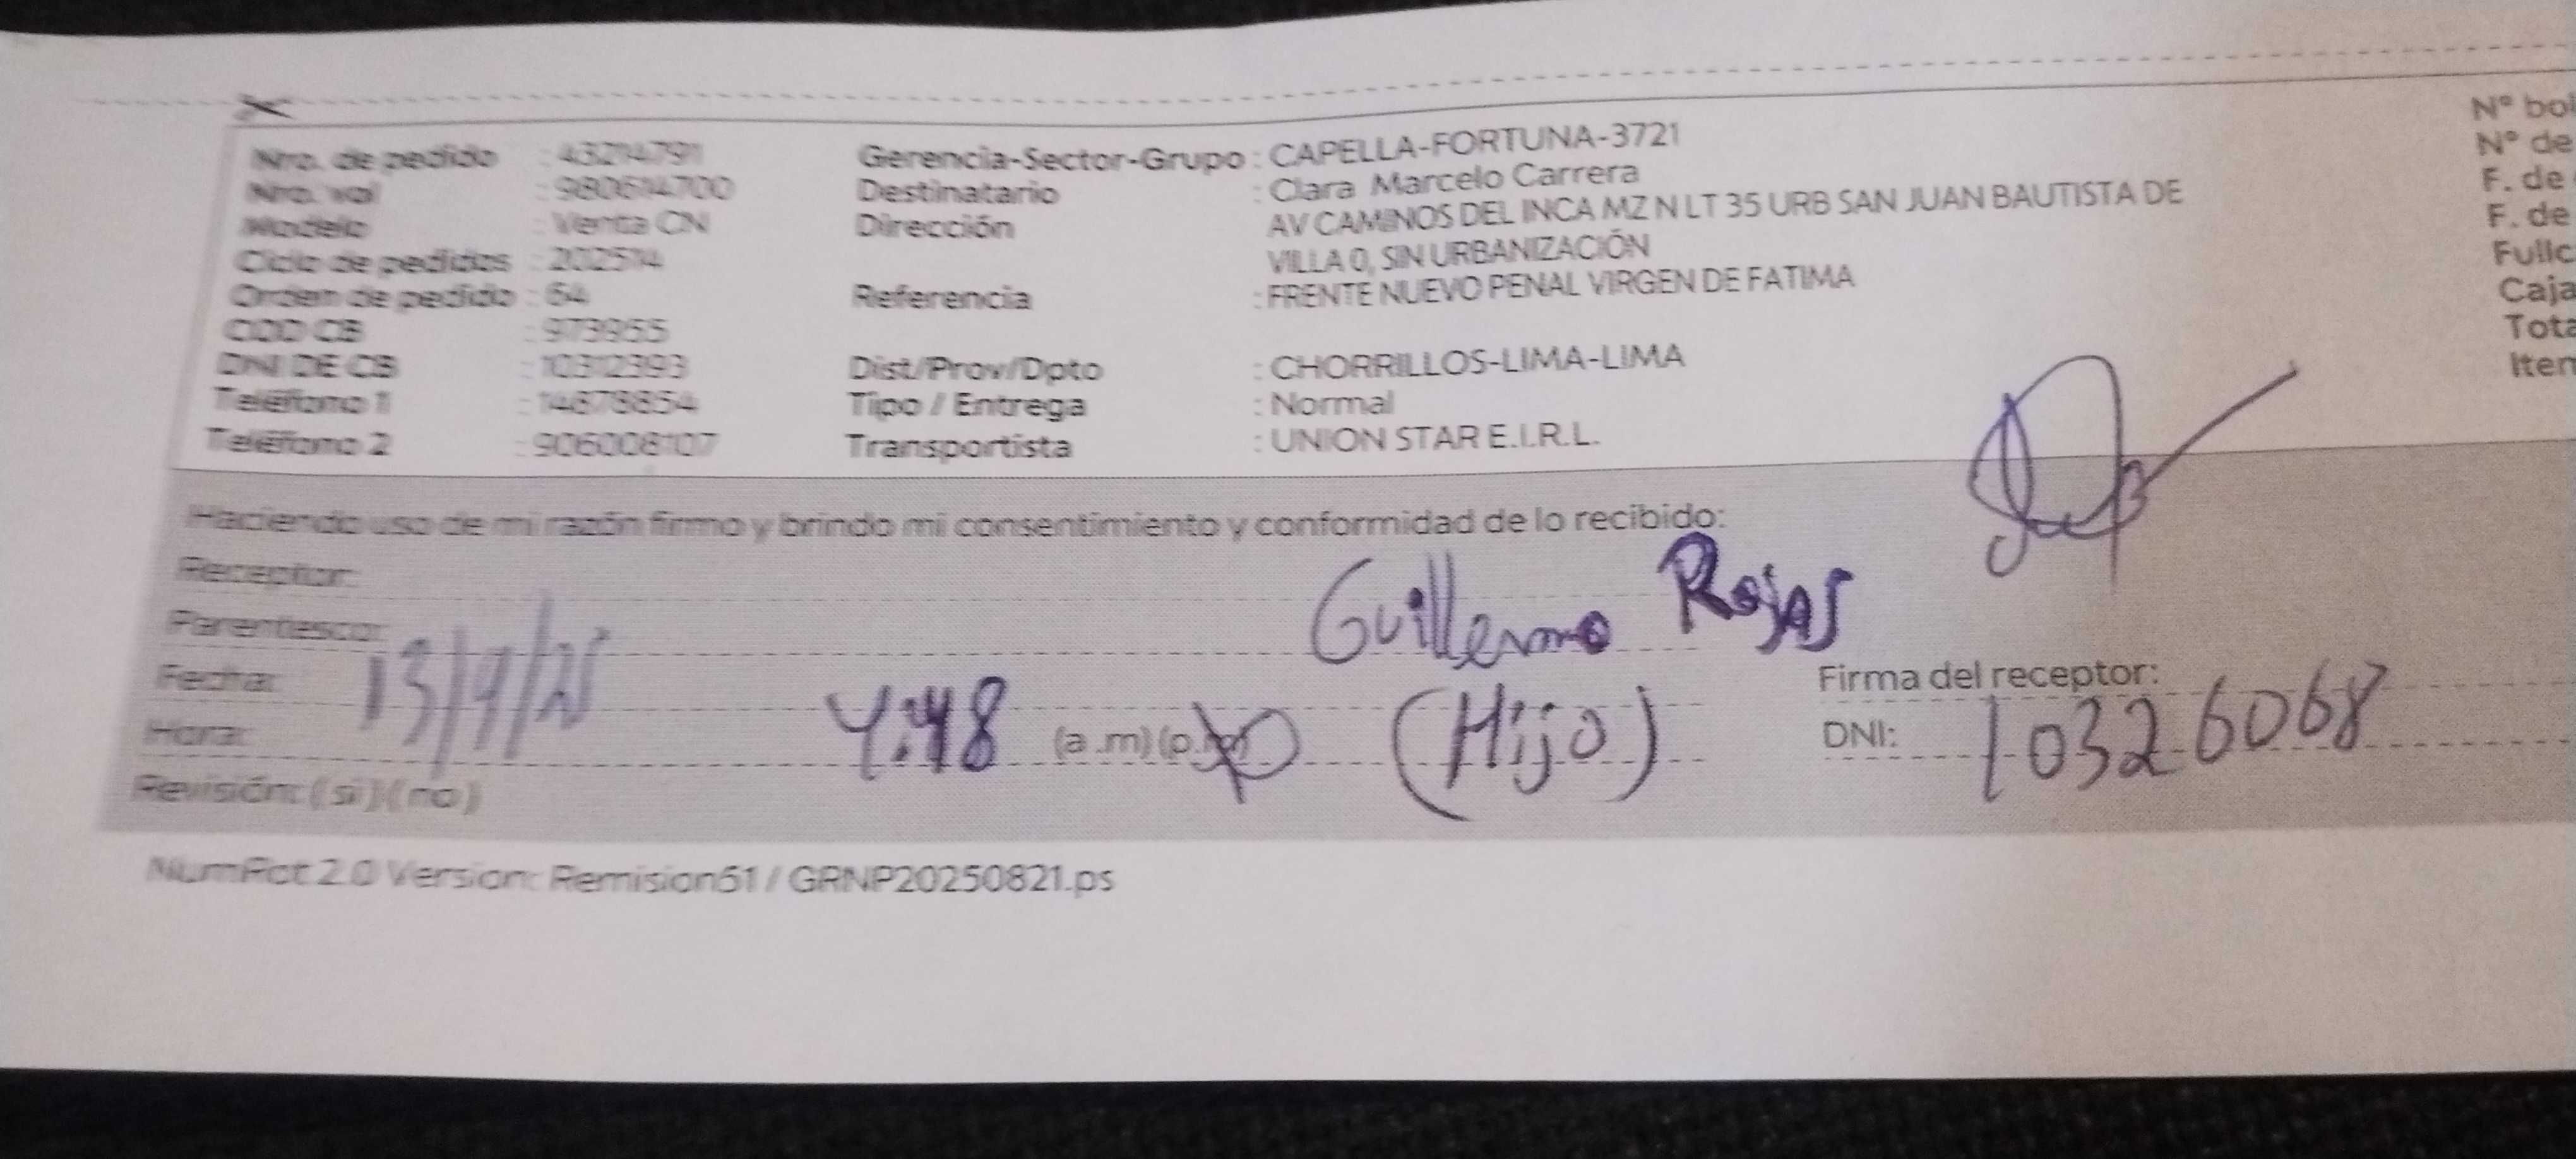 Nro. de pedido : 43214791
Nro. val : 980614700
Modelo : Venta CN
Ciclo de pedidos : 202514
Orden de pedido : 64
COD CB : 973955
DNI DE CB : 10312393
Teléfono 1 : 14678854
Teléfono 2 : 906008107
Gerencia-Sector-Grupo : CAPELLA-FORTUNA-3721
Destinatario : Clara Marcelo Carrera
Dirección : AV CAMINOS DEL INCA MZ N LT 35 URB SAN JUAN BAUTISTA DE
VILLA 0, SIN URBANIZACIÓN
Referencia : FRENTE NUEVO PENAL VIRGEN DE FATIMA
Dist/Prov/Dpto : CHORRILLOS-LIMA-LIMA
Tipo / Entrega : Normal
Transportista : UNION STAR E.I.R.L.
N° bol
N° de
F. de
F. de
Fullc
Caja
Tota
Item
Haciendo uso de mi razón firmo y brindo mi consentimiento y conformidad de lo recibido:
Receptor: Guillermo Rojas
Parentesco: (Hijo)
Fecha: 13/9/25
Hora: 4:48 (a.m) (p.m)
Revisión: (si) (no)
Firma del receptor:
DNI: 10326068
NumPat 2.0 Version: Remision61 / GRNP20250821.ps